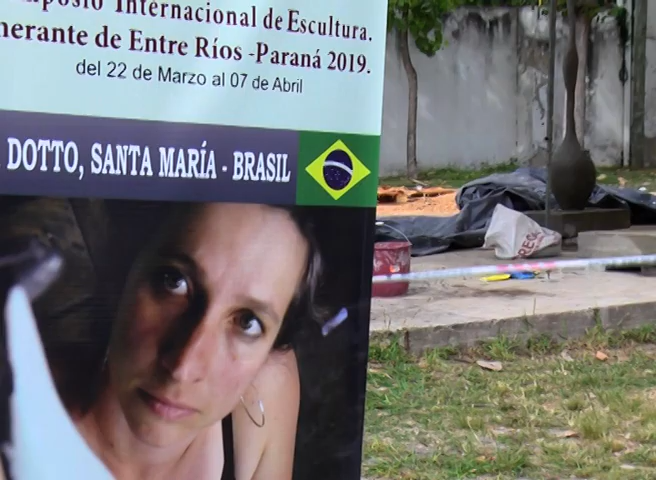 Internacional de Escultura.
de Entre Ríos -Paraná 2019.
del 22 de Marzo al 07 de Abril
DOTTO, SANTA MARÍA - BRASIL